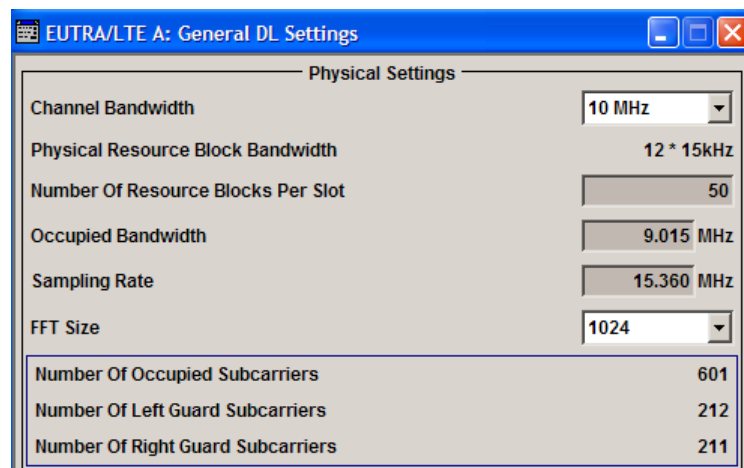 EUTRA/LTE A: General DL Settings
Physical Settings
Channel Bandwidth 10 MHz
Physical Resource Block Bandwidth 12 * 15kHz
Number Of Resource Blocks Per Slot 50
Occupied Bandwidth 9.015 MHz
Sampling Rate 15.360 MHz
FFT Size 1024
Number Of Occupied Subcarriers 601
Number Of Left Guard Subcarriers 212
Number Of Right Guard Subcarriers 211